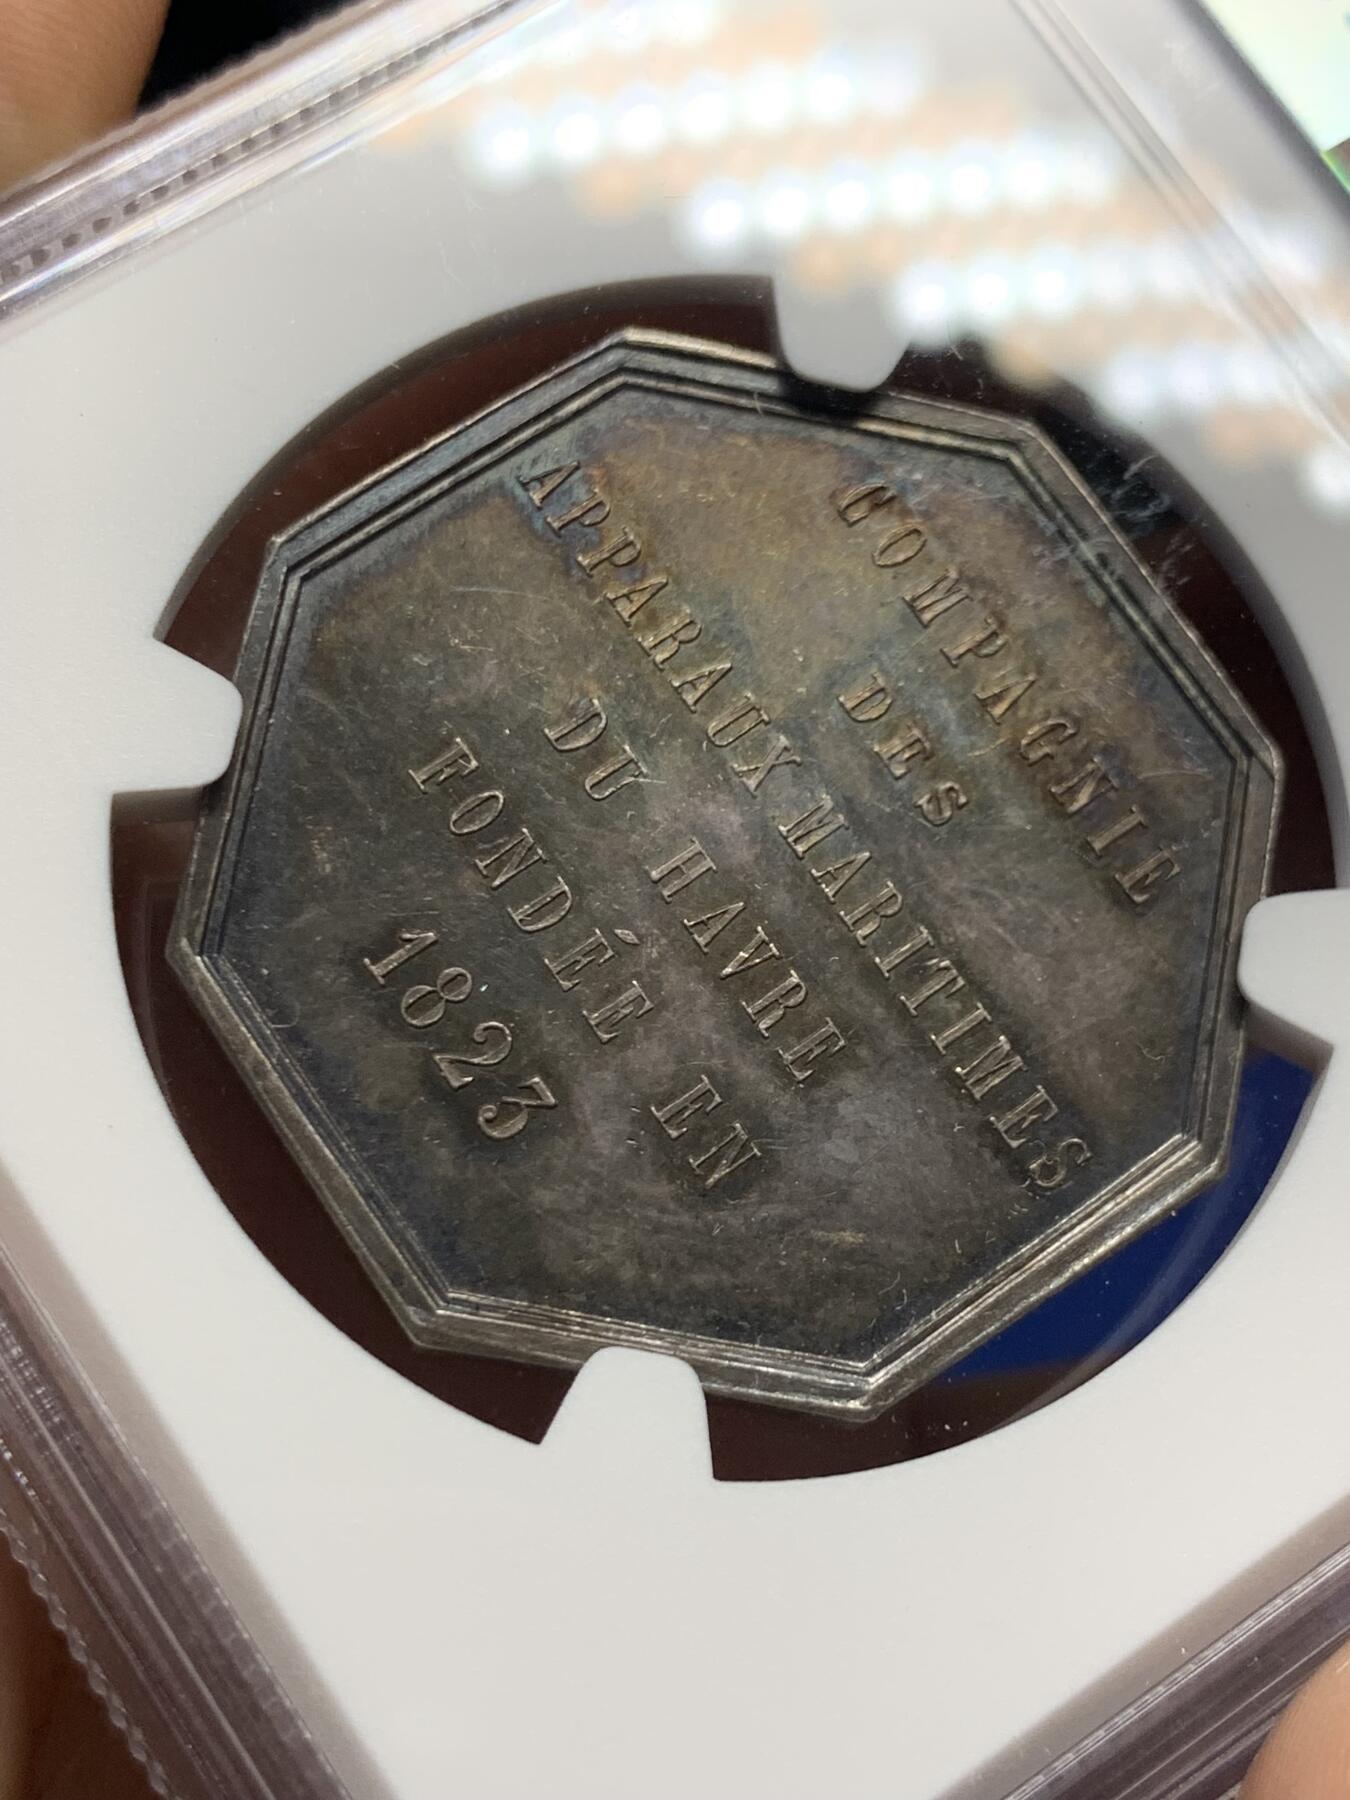 COMPAGNIE
DES
APPARAUX MARITIMES
DU HAVRE
FONDÉE EN
1823